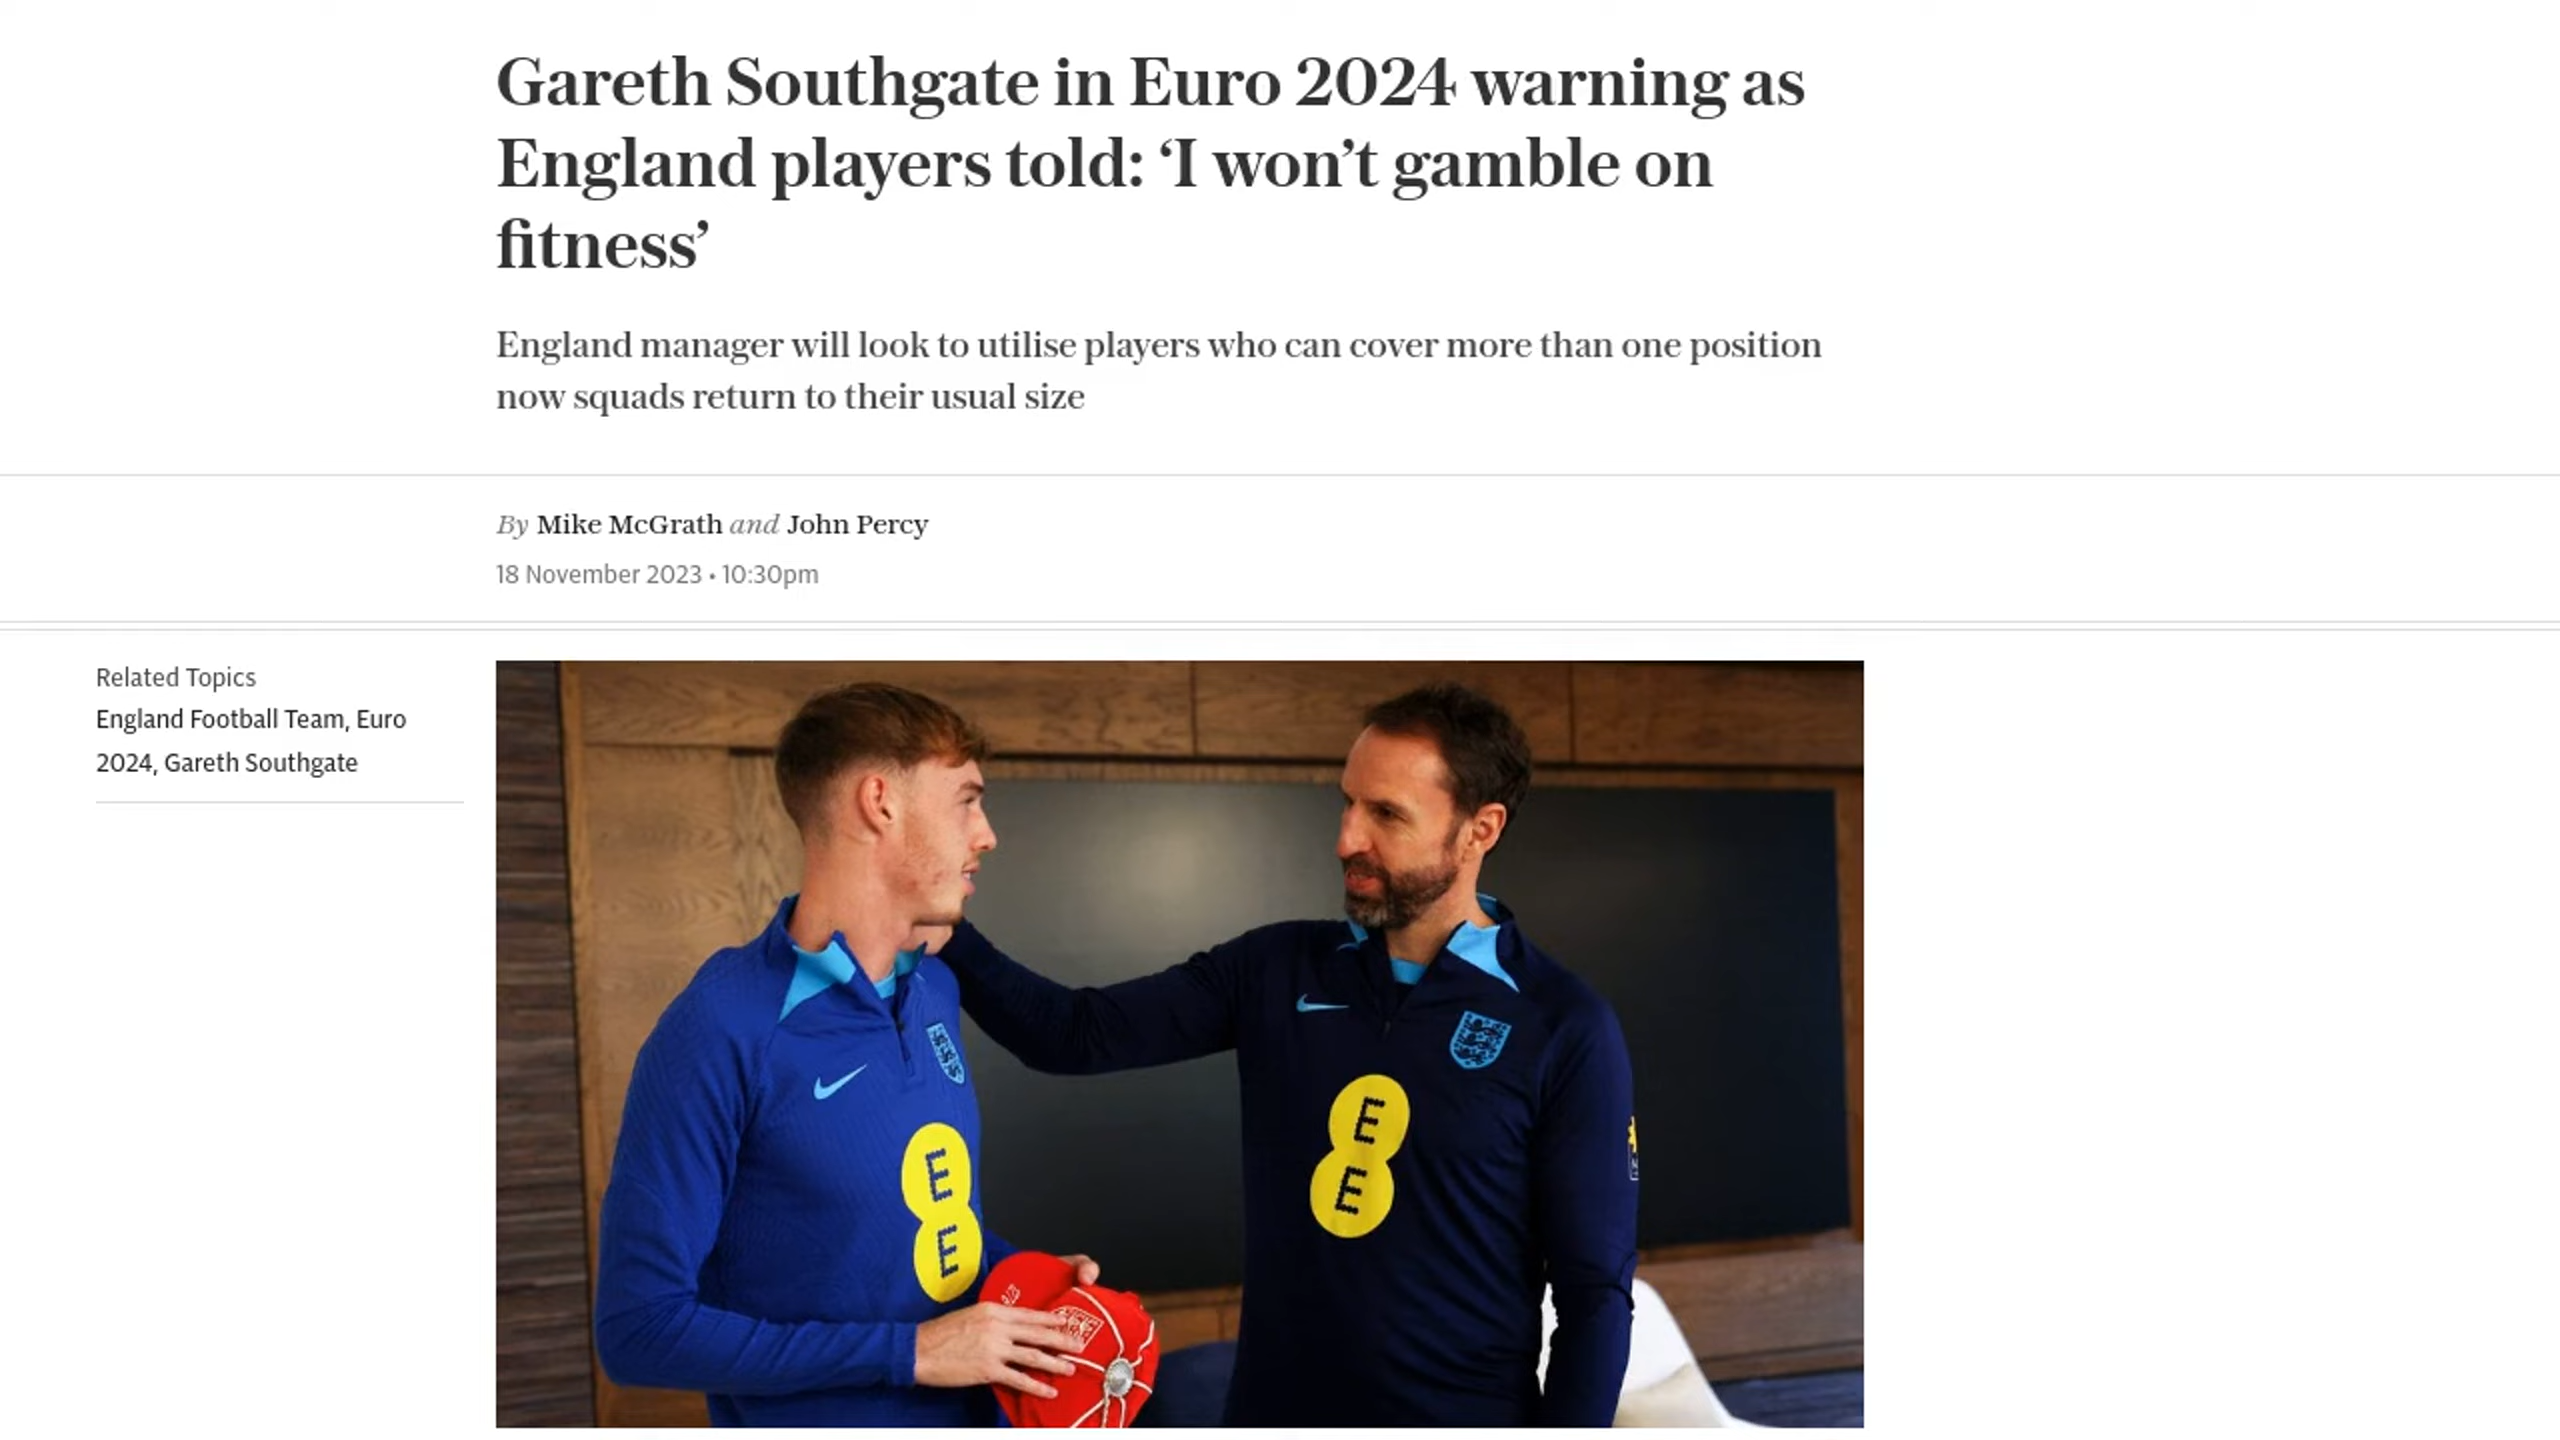 Gareth Southgate in Euro 2024 warning as
England players told: ‘I won’t gamble on
fitness’
England manager will look to utilise players who can cover more than one position
now squads return to their usual size
By Mike McGrath and John Percy
18 November 2023 • 10:30pm
Related Topics
England Football Team, Euro
2024, Gareth Southgate
E
E
E
E